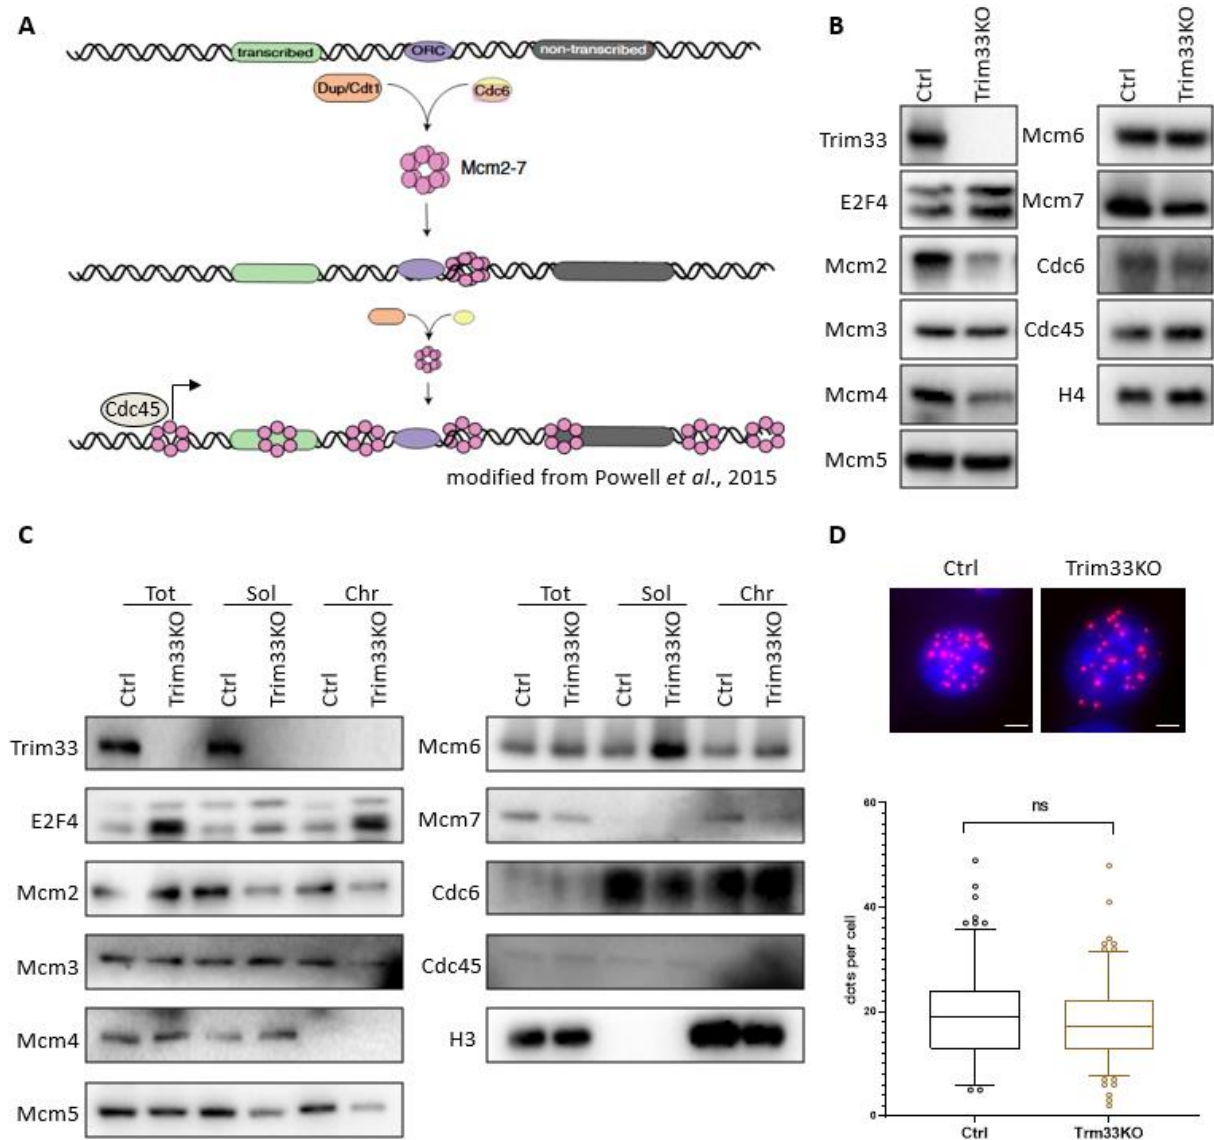 A
transcribed
ORC
non-transcribed
Dup/Cdt1
Cdc6
Mcm2-7
Cdc45
modified from Powell et al., 2015
B
Ctrl
Trim33KO
Ctrl
Trim33KO
Trim33
E2F4
Mcm2
Mcm3
Mcm4
Mcm5
Mcm6
Mcm7
Cdc6
Cdc45
H4
C
Tot Sol Chr
Ctrl
Trim33KO
Ctrl
Trim33KO
Ctrl
Trim33KO
Trim33
E2F4
Mcm2
Mcm3
Mcm4
Mcm5
Tot Sol Chr
Ctrl
Trim33KO
Ctrl
Trim33KO
Ctrl
Trim33KO
Mcm6
Mcm7
Cdc6
Cdc45
H3
D
Ctrl Trim33KO
ns
60
40
20
0
dots per cell
Ctrl Trm33KO